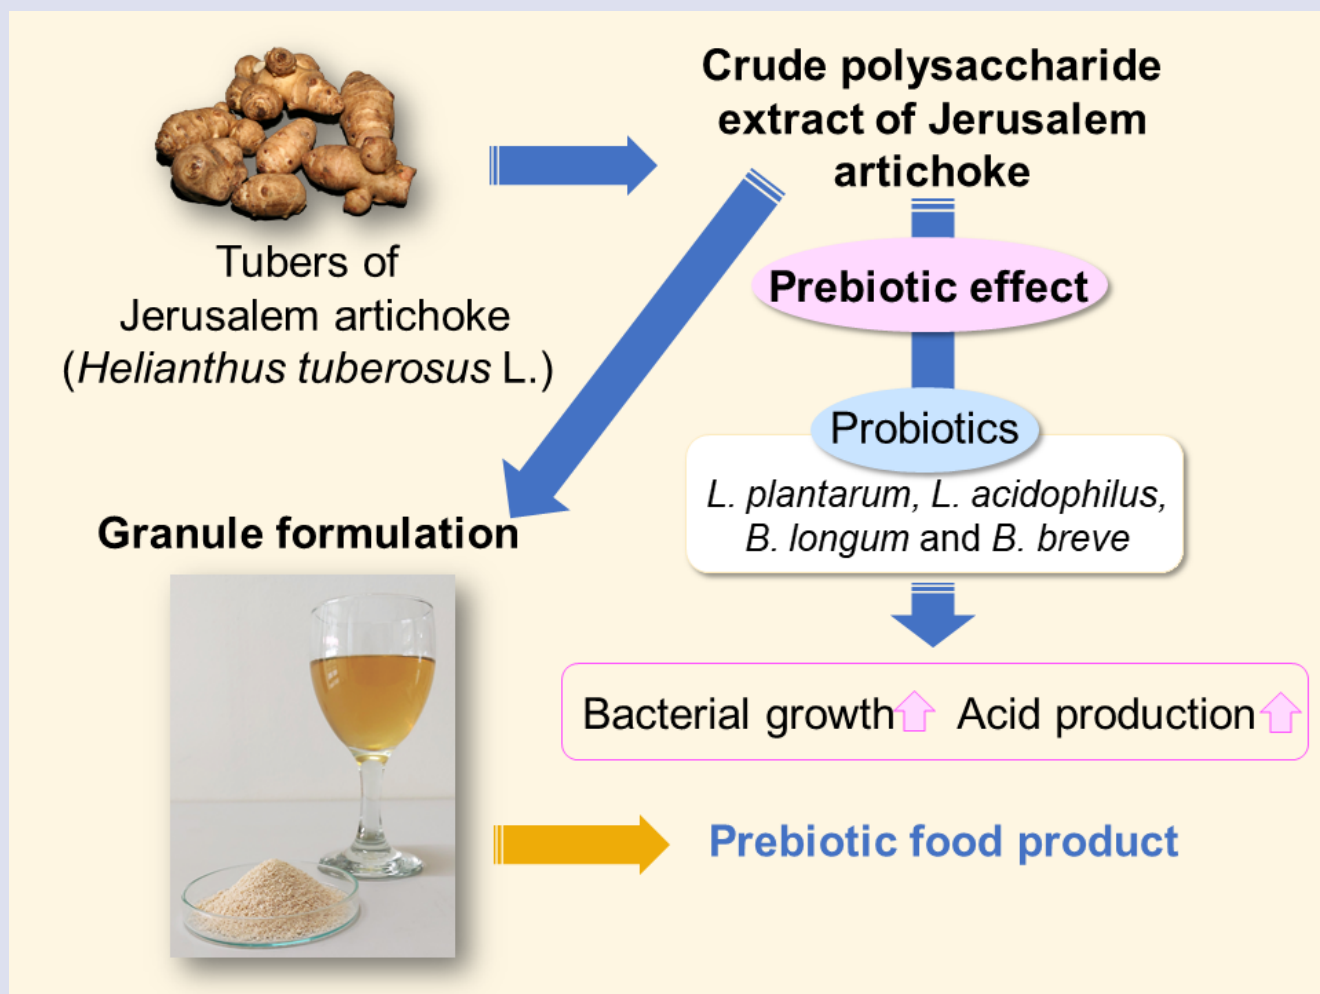 Crude polysaccharide
extract of Jerusalem
artichoke
Tubers of
Jerusalem artichoke
(Helianthus tuberosus L.)
Prebiotic effect
Probiotics
L. plantarum, L. acidophilus,
B. longum and B. breve
Granule formulation
Bacterial growth Acid production
Prebiotic food product